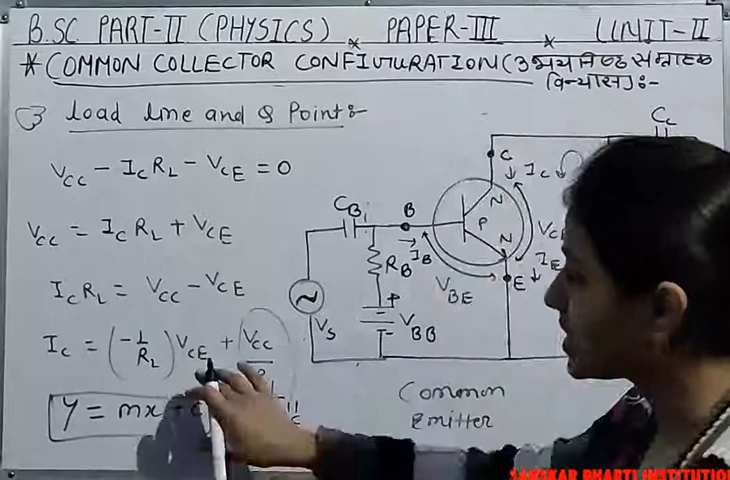 B.SC PART-II (PHYSICS) * PAPER-III * UNIT-II
* COMMON COLLECTOR CONFIUTURATION (उभयनिष्ठ संग्राहक
विन्यास) :-
Load line and Q Point:-
VCC - ICRL - VCE = 0
VCC = ICRL + VCE
ICRL = VCC - VCE
IC = (-1/RL) VCE + VCC
y = mx + c
CB
B
IB
RB
VBB
VS
P
N
P
N
C
IC
CC
E
IE
VBE
Common
Emitter
SANSKAR BHARTI INSTITUTION